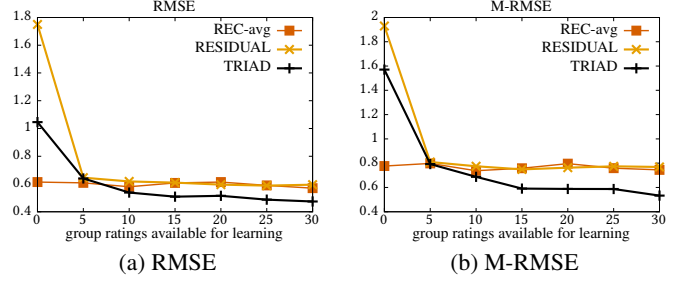 RMSE
1.8
1.6
1.4
1.2
1
0.8
0.6
0.4
REC-avg
RESIDUAL
TRIAD
0 5 10 15 20 25 30
group ratings available for learning
(a) RMSE
M-RMSE
2
1.8
1.6
1.4
1.2
1
0.8
0.6
0.4
REC-avg
RESIDUAL
TRIAD
0 5 10 15 20 25 30
group ratings available for learning
(b) M-RMSE